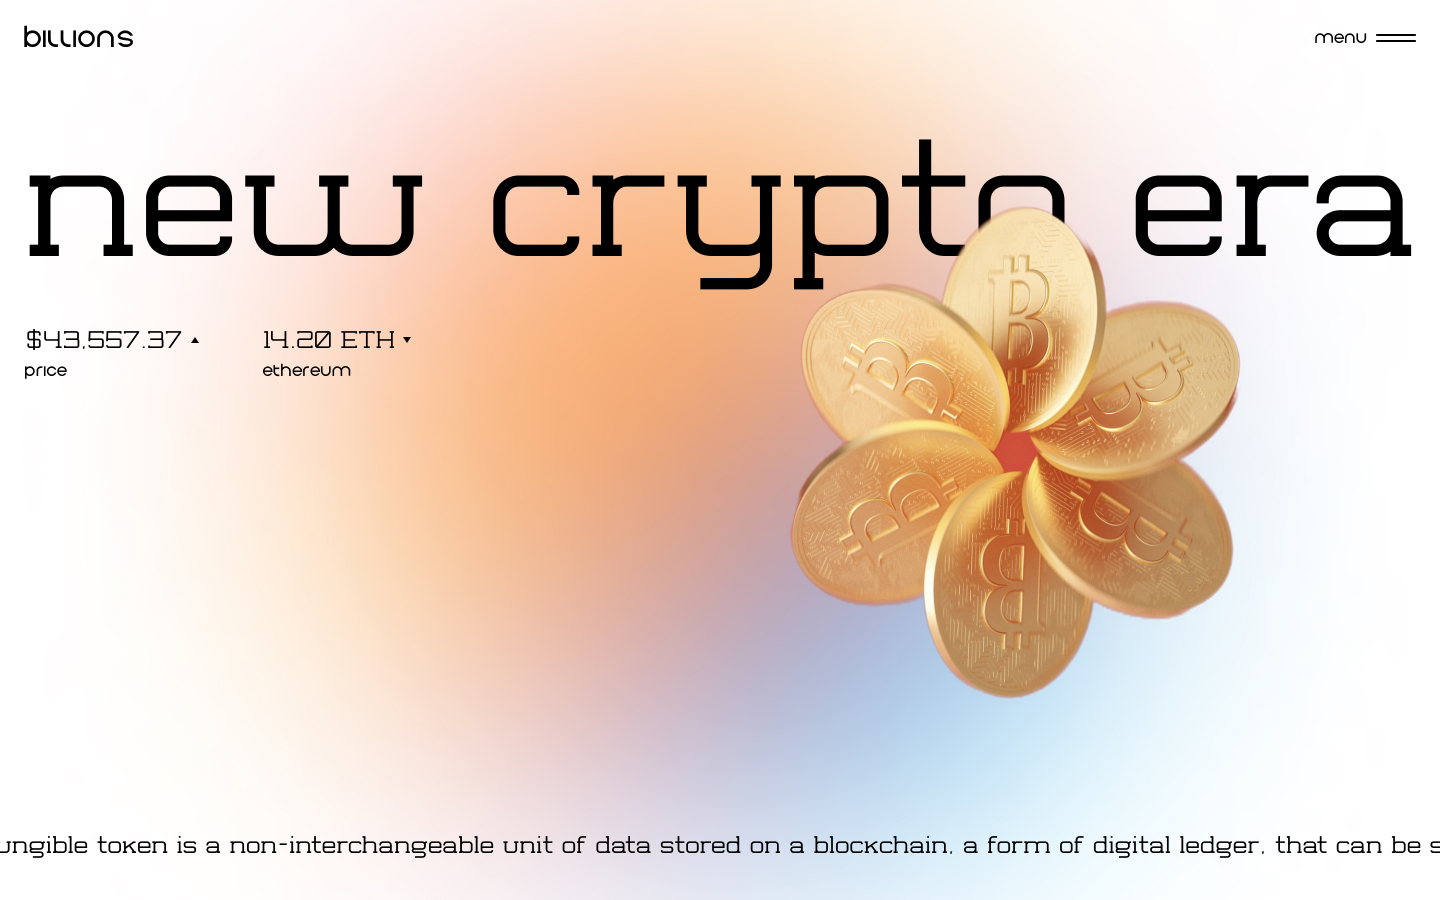 billions
menu
new crypto era
$43,557.37 14.20 ETH
price ethereum
ungible token is a non-interchangeable unit of data stored on a blockchain, a form of digital ledger, that can be s